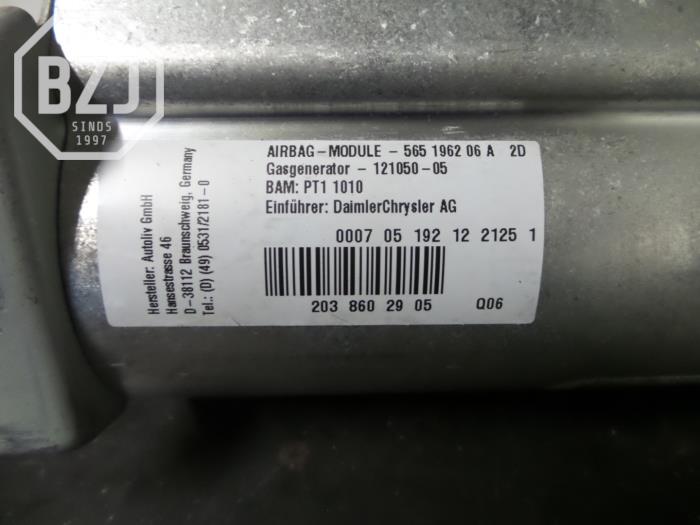 BZJ
SINDS
1997
AIRBAG-MODULE - 565 1962 06 A 2D
Gasgenerator - 121050-05
BAM: PT1 1010
Einführer: DaimlerChrysler AG
0007 05 192 12 2125 1
203 860 29 05 Q06
Hersteller: Autoliv GmbH
Hansestrasse 46
D-38112 Braunschweig, Germany
Tel.: (D) (49) 0531/2181-0